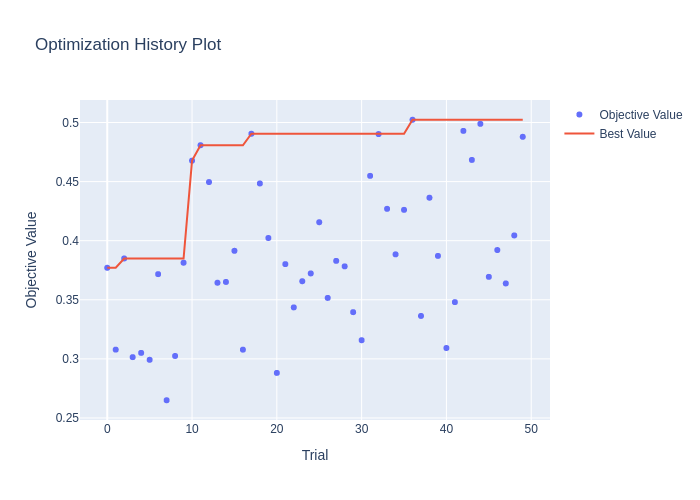 Optimization History Plot
Objective Value
Best Value
0.5
0.45
0.4
0.35
0.3
0.25
Objective Value
0 10 20 30 40 50
Trial